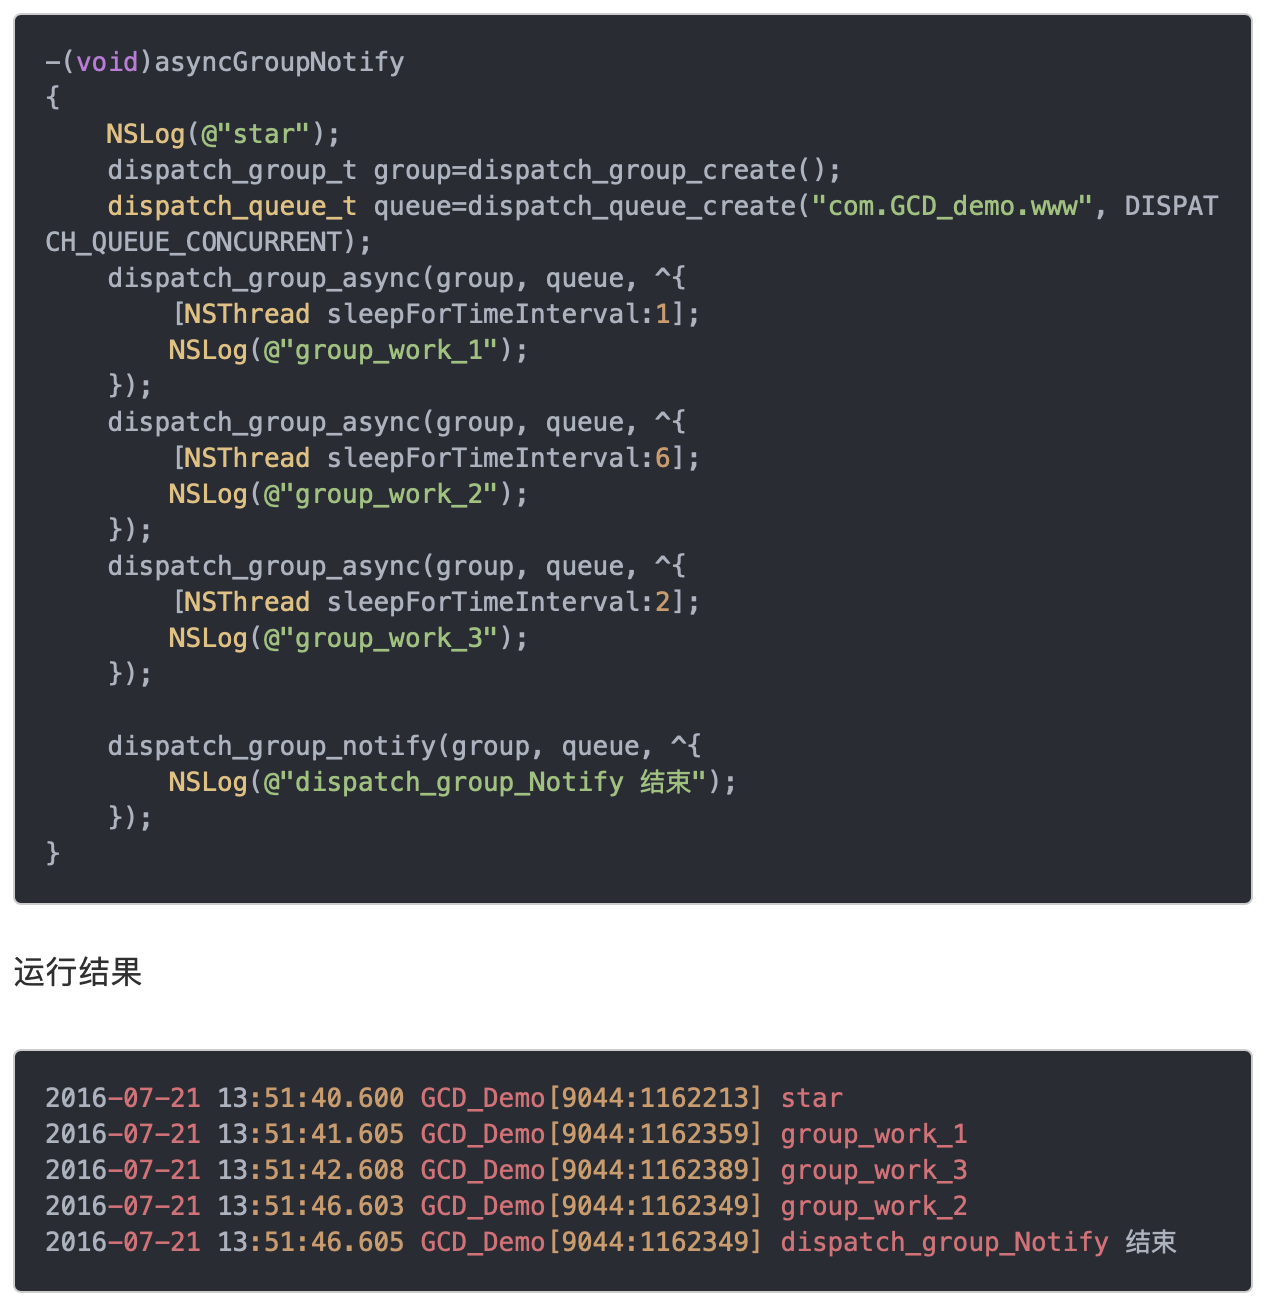 -(void)asyncGroupNotify
{
    NSLog(@"star");
    dispatch_group_t group=dispatch_group_create();
    dispatch_queue_t queue=dispatch_queue_create("com.GCD_demo.www", DISPAT
CH_QUEUE_CONCURRENT);
    dispatch_group_async(group, queue, ^{
        [NSThread sleepForTimeInterval:1];
        NSLog(@"group_work_1");
    });
    dispatch_group_async(group, queue, ^{
        [NSThread sleepForTimeInterval:6];
        NSLog(@"group_work_2");
    });
    dispatch_group_async(group, queue, ^{
        [NSThread sleepForTimeInterval:2];
        NSLog(@"group_work_3");
    });

    dispatch_group_notify(group, queue, ^{
        NSLog(@"dispatch_group_Notify 结束");
    });
}
运行结果
2016-07-21 13:51:40.600 GCD_Demo[9044:1162213] star
2016-07-21 13:51:41.605 GCD_Demo[9044:1162359] group_work_1
2016-07-21 13:51:42.608 GCD_Demo[9044:1162389] group_work_3
2016-07-21 13:51:46.603 GCD_Demo[9044:1162349] group_work_2
2016-07-21 13:51:46.605 GCD_Demo[9044:1162349] dispatch_group_Notify 结束